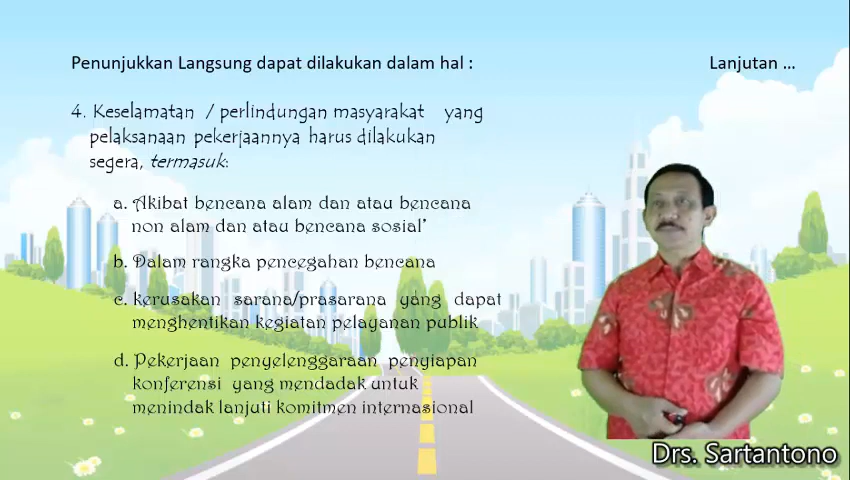 Penunjukkan Langsung dapat dilakukan dalam hal :
Lanjutan ...
4. Keselamatan / perlindungan masyarakat yang
pelaksanaan pekerjaannya harus dilakukan
segera, termasuk:
a. Akibat bencana alam dan atau bencana
non alam dan atau bencana sosial’
b. Dalam rangka pencegahan bencana
c. kerusakan sarana/prasarana yang dapat
menghentikan kegiatan pelayanan publik
d. Pekerjaan penyelenggaraan penyiapan
konferensi yang mendadak untuk
menindak lanjuti komitmen internasional
Drs. Sartantono